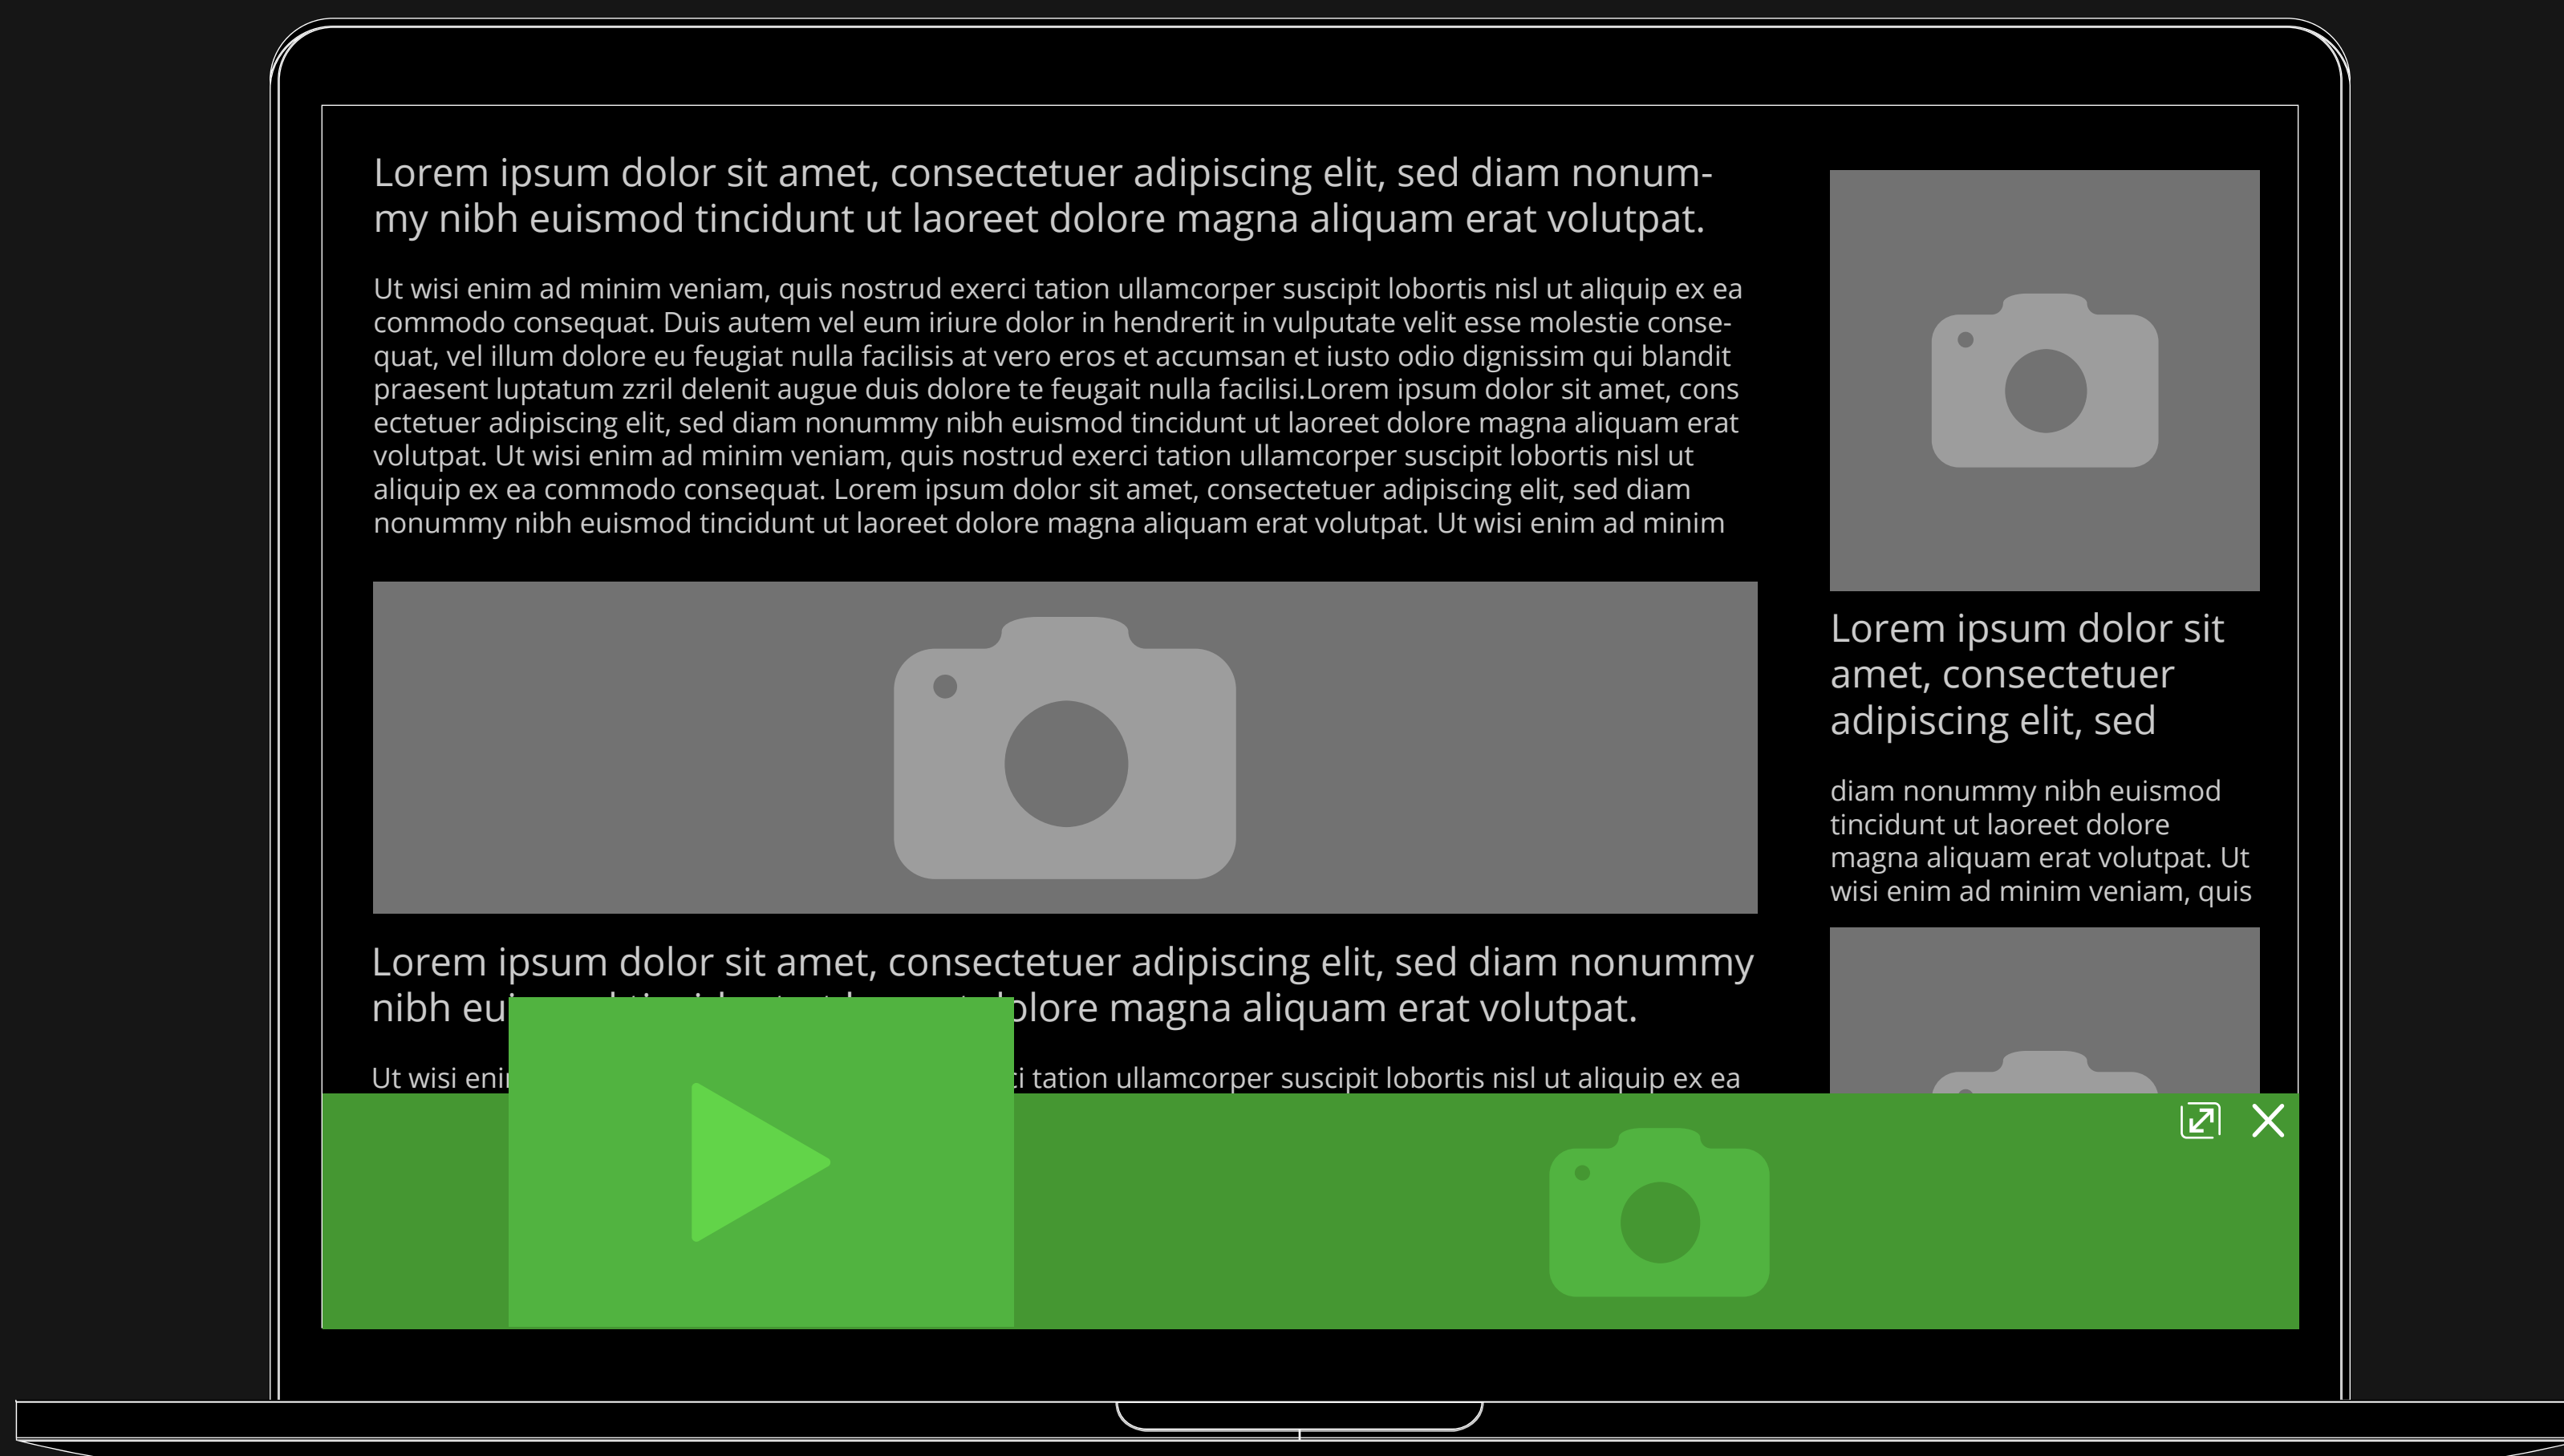 Lorem ipsum dolor sit amet, consectetuer adipiscing elit, sed diam nonum-
my nibh euismod tincidunt ut laoreet dolore magna aliquam erat volutpat.
Ut wisi enim ad minim veniam, quis nostrud exerci tation ullamcorper suscipit lobortis nisl ut aliquip ex ea
commodo consequat. Duis autem vel eum iriure dolor in hendrerit in vulputate velit esse molestie conse-
quat, vel illum dolore eu feugiat nulla facilisis at vero eros et accumsan et iusto odio dignissim qui blandit
praesent luptatum zzril delenit augue duis dolore te feugait nulla facilisi.Lorem ipsum dolor sit amet, cons
ectetuer adipiscing elit, sed diam nonummy nibh euismod tincidunt ut laoreet dolore magna aliquam erat
volutpat. Ut wisi enim ad minim veniam, quis nostrud exerci tation ullamcorper suscipit lobortis nisl ut
aliquip ex ea commodo consequat. Lorem ipsum dolor sit amet, consectetuer adipiscing elit, sed diam
nonummy nibh euismod tincidunt ut laoreet dolore magna aliquam erat volutpat. Ut wisi enim ad minim
Lorem ipsum dolor sit amet, consectetuer adipiscing elit, sed diam nonummy
nibh magna aliquam erat volutpat.
Ut wisi tation ullamcorper suscipit lobortis nisl ut aliquip ex ea
Lorem ipsum dolor sit
amet, consectetuer
adipiscing elit, sed
diam nonummy nibh euismod
tincidunt ut laoreet dolore
magna aliquam erat volutpat. Ut
wisi enim ad minim veniam, quis